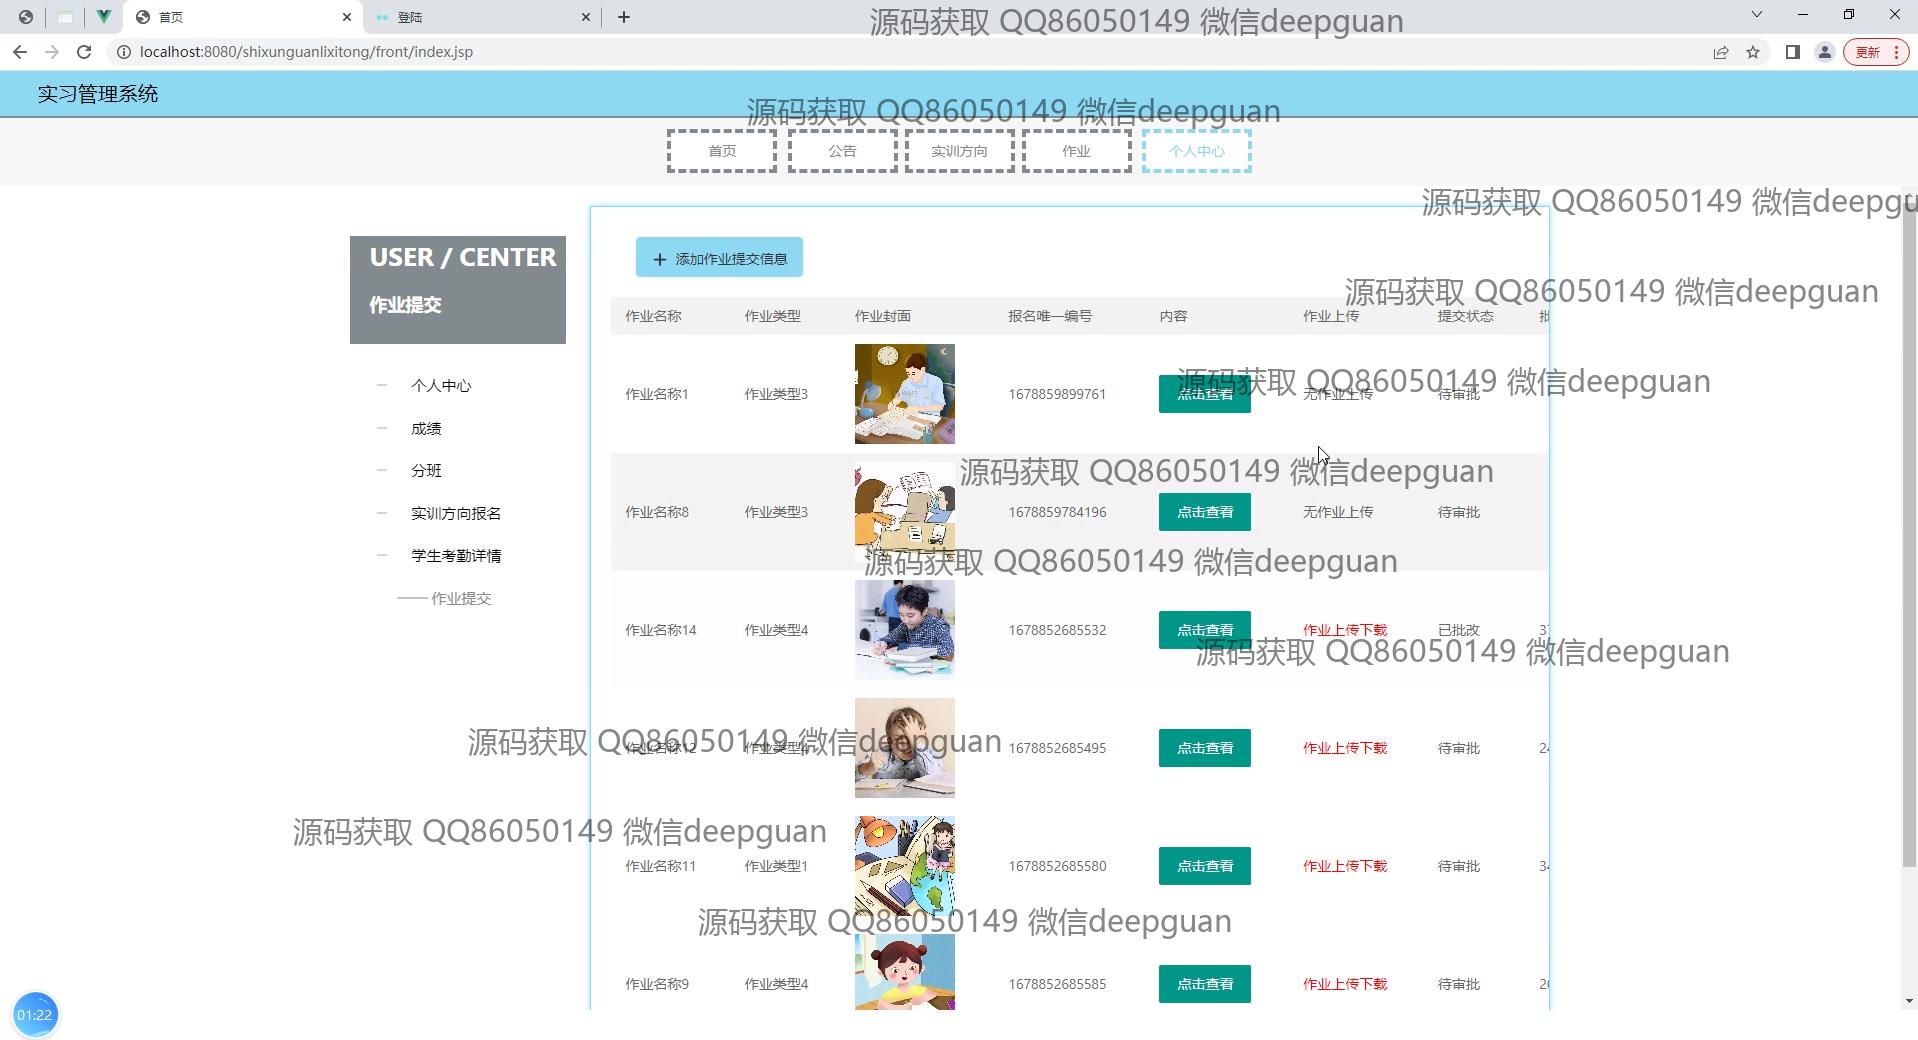 首页
登陆
源码获取 QQ86050149 微信deepguan
localhost:8080/shixunguanlixitong/front/index.jsp
更新
实习管理系统
源码获取 QQ86050149 微信deepguan
首页 公告 实训方向 作业 个人中心
源码获取 QQ86050149 微信deepgu
USER / CENTER
作业提交
个人中心
成绩
分班
实训方向报名
学生考勤详情
作业提交
添加作业提交信息
源码获取 QQ86050149 微信deepguan
作业名称 作业类型 作业封面 报名唯一编号 内容 作业上传 提交状态 批
源码获取 QQ86050149 微信deepguan
作业名称1 作业类型3 1678859899761 点击查看 无作业上传 待审批
源码获取 QQ86050149 微信deepguan
作业名称8 作业类型3 1678859784196 点击查看 无作业上传 待审批
源码获取 QQ86050149 微信deepguan
作业名称14 作业类型4 1678852685532 点击查看 作业上传下载 已批改 37
源码获取 QQ86050149 微信deepguan
源码获取 QQ86050149 微信deepguan
作业名称12 作业类型4 1678852685495 点击查看 作业上传下载 待审批 24
源码获取 QQ86050149 微信deepguan
作业名称11 作业类型1 1678852685580 点击查看 作业上传下载 待审批 34
源码获取 QQ86050149 微信deepguan
作业名称9 作业类型4 1678852685585 点击查看 作业上传下载 待审批 20
01:22